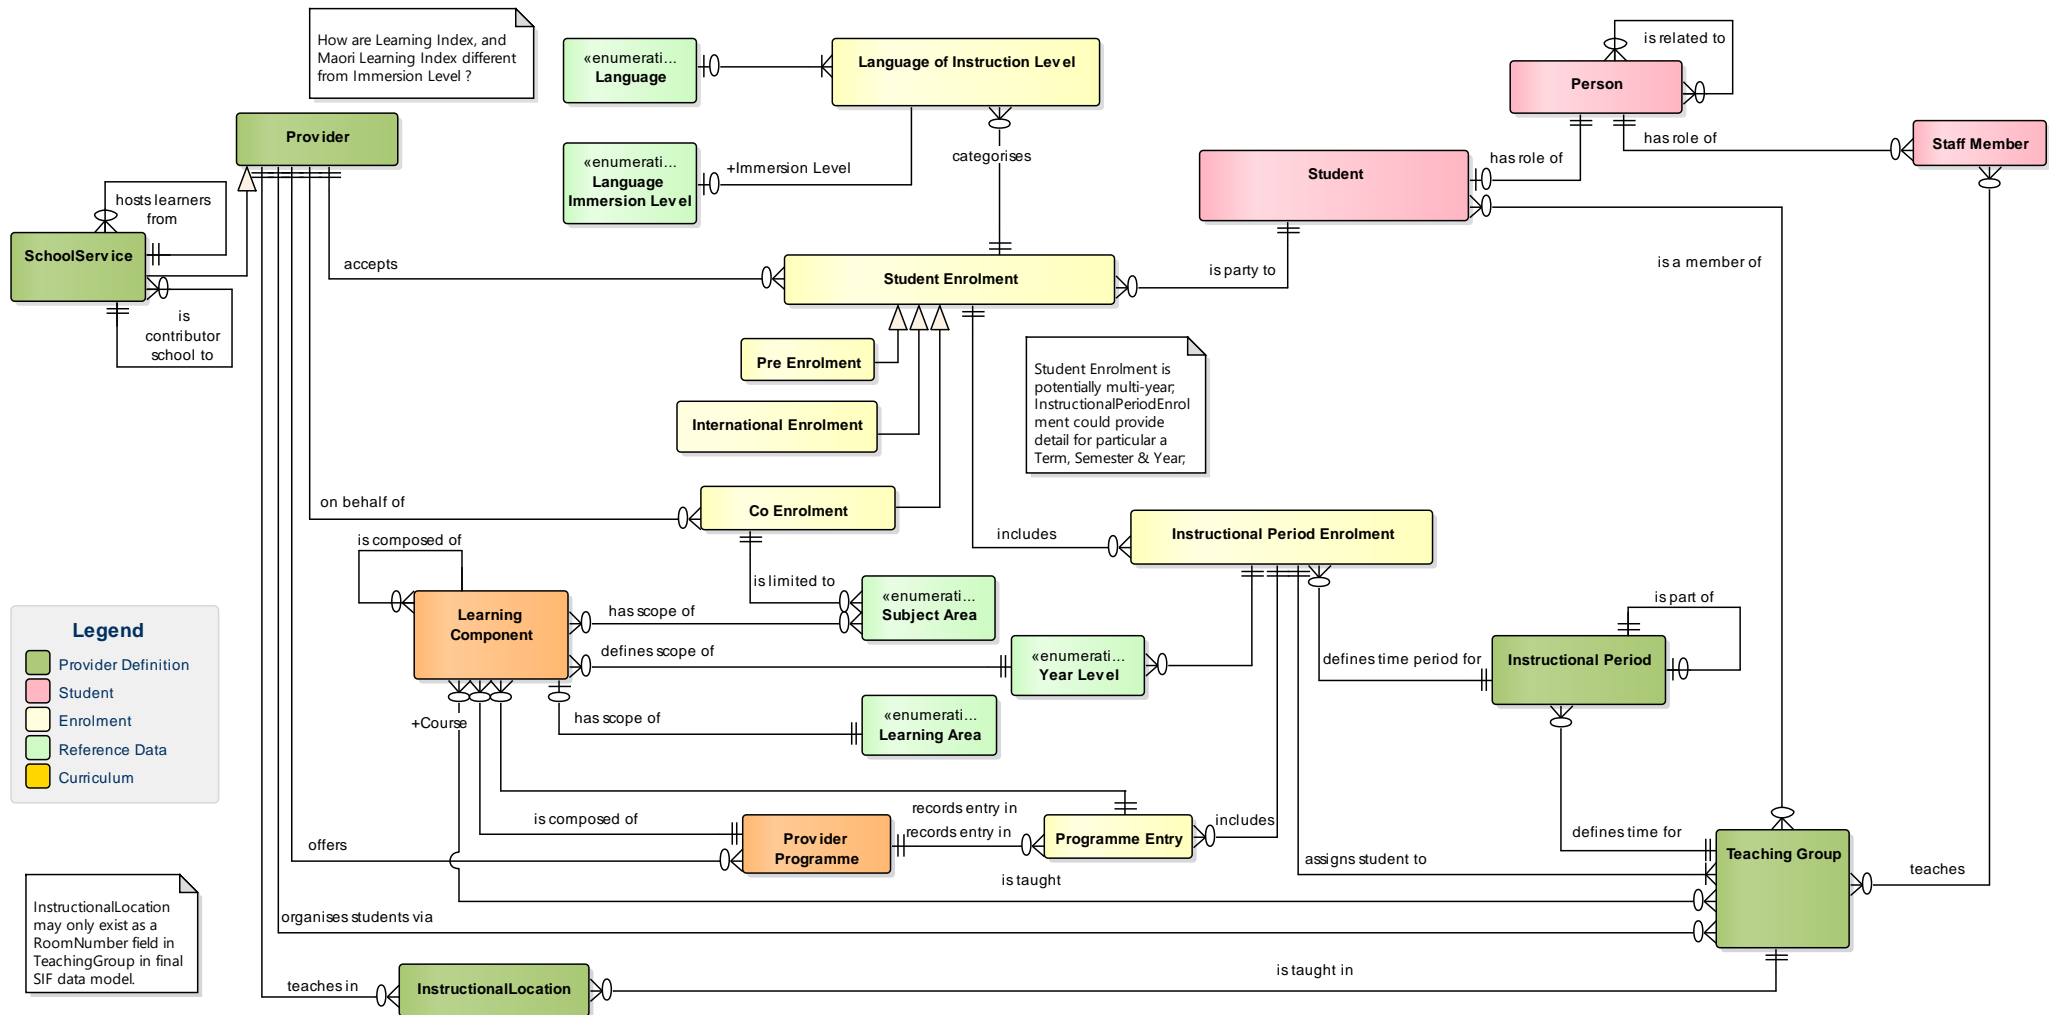 How are Learning Index, and
Maori Learning Index different
from Immersion Level ?
«enumerati...
Language
Language of Instruction Level
is related to
Person
Provider
«enumerati...
Language
Immersion Level
+Immersion Level
categorises
has role of
has role of
Staff Member
Student
hosts learners
from
SchoolService
is
contributor
school to
accepts
Student Enrolment
is party to
is a member of
Pre Enrolment
International Enrolment
Student Enrolment is
potentially multi-year;
InstructionalPeriodEnrol
ment could provide
detail for particular a
Term, Semester & Year;
on behalf of
Co Enrolment
includes
Instructional Period Enrolment
is composed of
is limited to
«enumerati...
Subject Area
Learning
Component
has scope of
defines scope of
«enumerati...
Year Level
defines time period for
is part of
Instructional Period
Legend
Provider Definition
Student
Enrolment
Reference Data
Curriculum
+Course
has scope of
«enumerati...
Learning Area
is composed of
records entry in
records entry in
Provider
Programme
Programme Entry
includes
offers
defines time for
Teaching Group
assigns student to
teaches
is taught
organises students via
InstructionalLocation
may only exist as a
RoomNumber field in
TeachingGroup in final
SIF data model.
teaches in
InstructionalLocation
is taught in